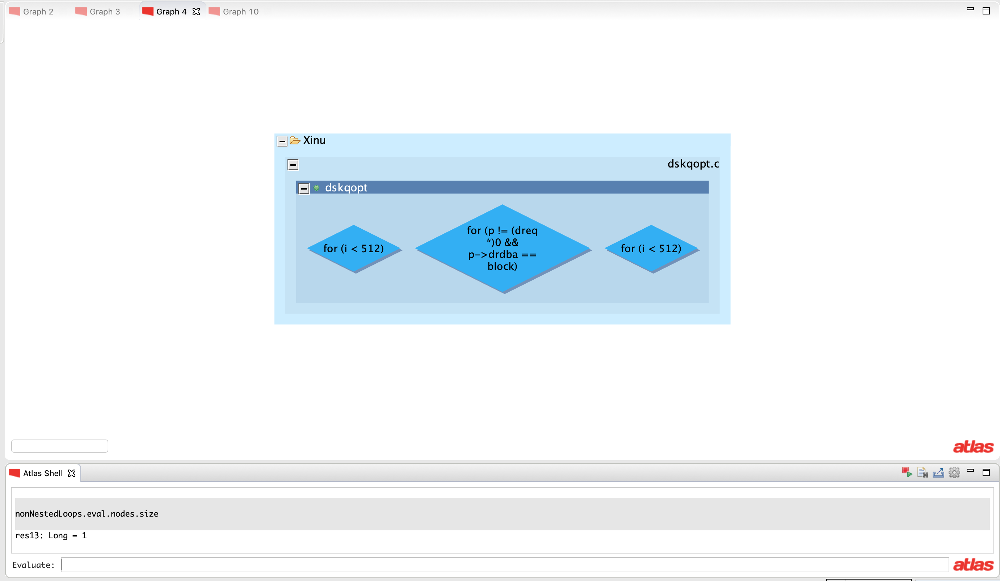 Graph 2
Graph 3
Graph 4
Graph 10
Xinu
dskqopt.c
dskqopt
for (i < 512)
for (p != (dreq
*)0 &&
p->drdba ==
block)
for (i < 512)
atlas
Atlas Shell
nonNestedLoops.eval.nodes.size
res13: Long = 1
Evaluate:
atlas